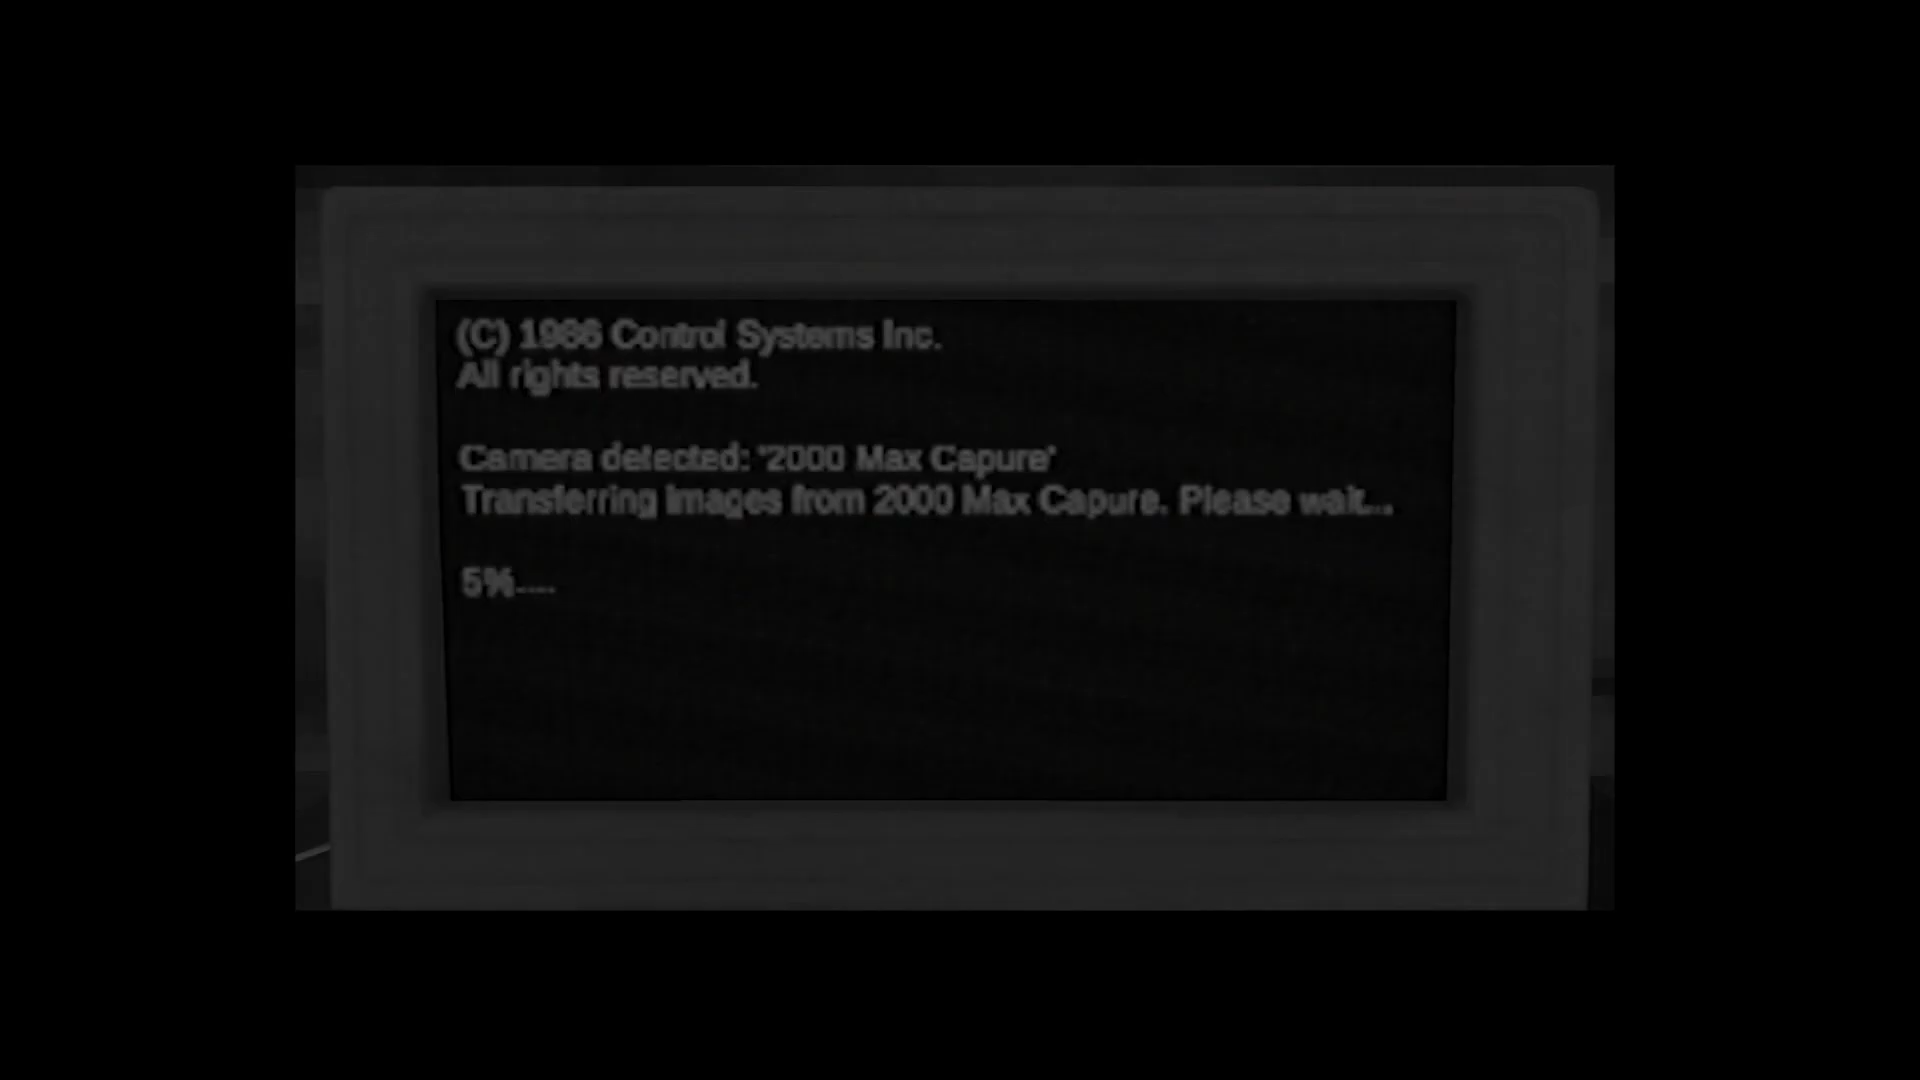 (C) 1986 Control Systems Inc.
All rights reserved.
Camera detected: '2000 Max Capure'
Transferring images from 2000 Max Capure. Please wait...
5%....